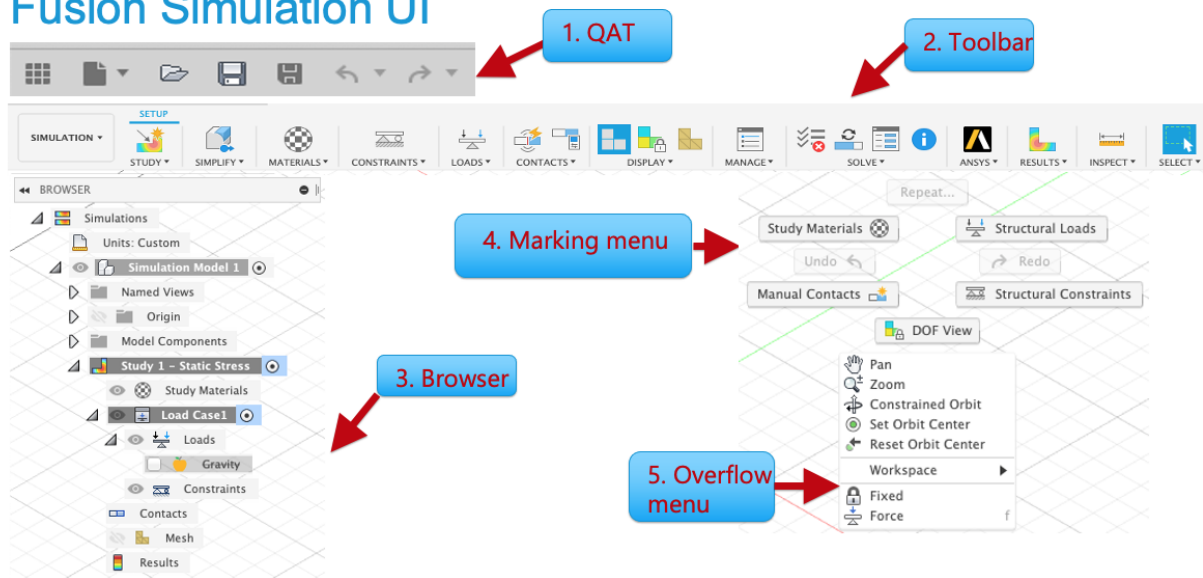 Fusion Simulation UI
1. QAT
2. Toolbar
SETUP
SIMULATION
STUDY
SIMPLIFY
MATERIALS
CONSTRAINTS
LOADS
CONTACTS
DISPLAY
MANAGE
SOLVE
ANSYS
RESULTS
INSPECT
SELECT
BROWSER
Simulations
Units: Custom
Simulation Model 1
Named Views
Origin
Model Components
Study 1 - Static Stress
Study Materials
Load Case1
Loads
Gravity
Constraints
Contacts
Mesh
Results
3. Browser
4. Marking menu
Repeat...
Study Materials
Structural Loads
Undo
Redo
Manual Contacts
Structural Constraints
DOF View
5. Overflow
menu
Pan
Zoom
Constrained Orbit
Set Orbit Center
Reset Orbit Center
Workspace
Fixed
Force f